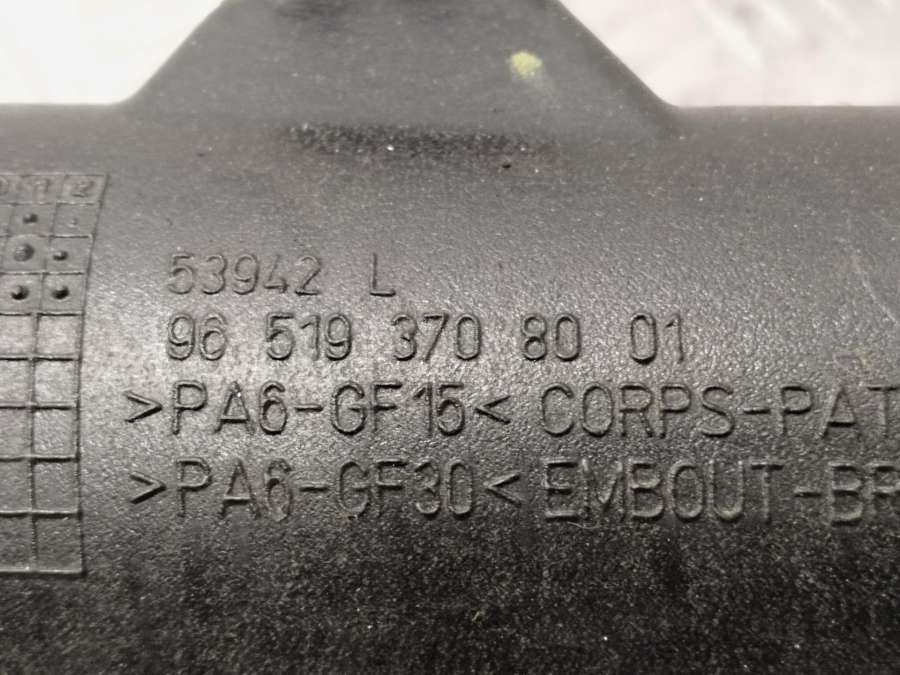 53942 L
96 519 370 80 01
>PA6-GF15< CORPS-PAT
>PA6-GF30< EMBOUT-BR